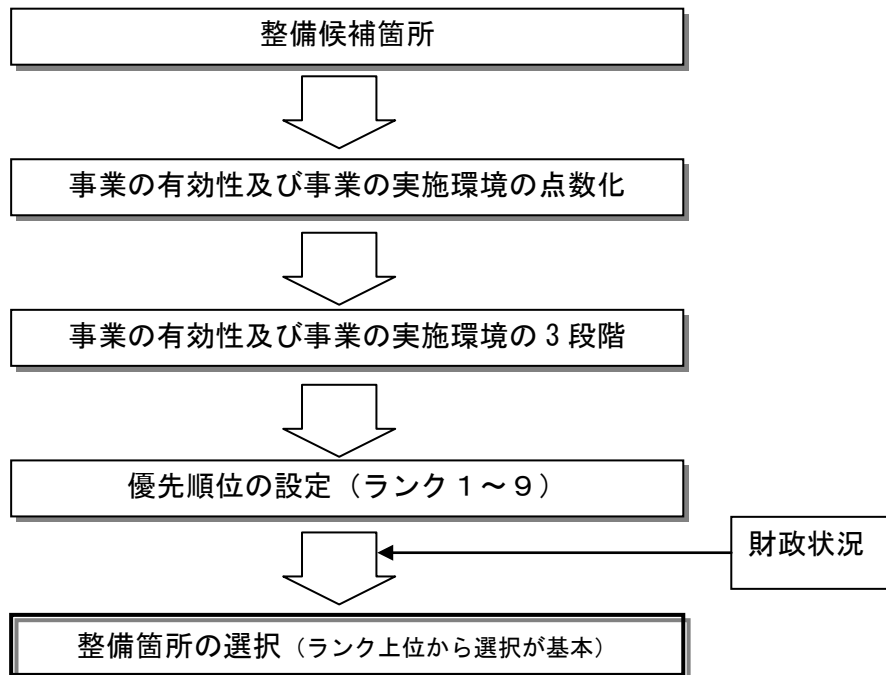 整備候補箇所
事業の有効性及び事業の実施環境の点数化
事業の有効性及び事業の実施環境の3段階
優先順位の設定（ランク１～９）
財政状況
整備箇所の選択（ランク上位から選択が基本）